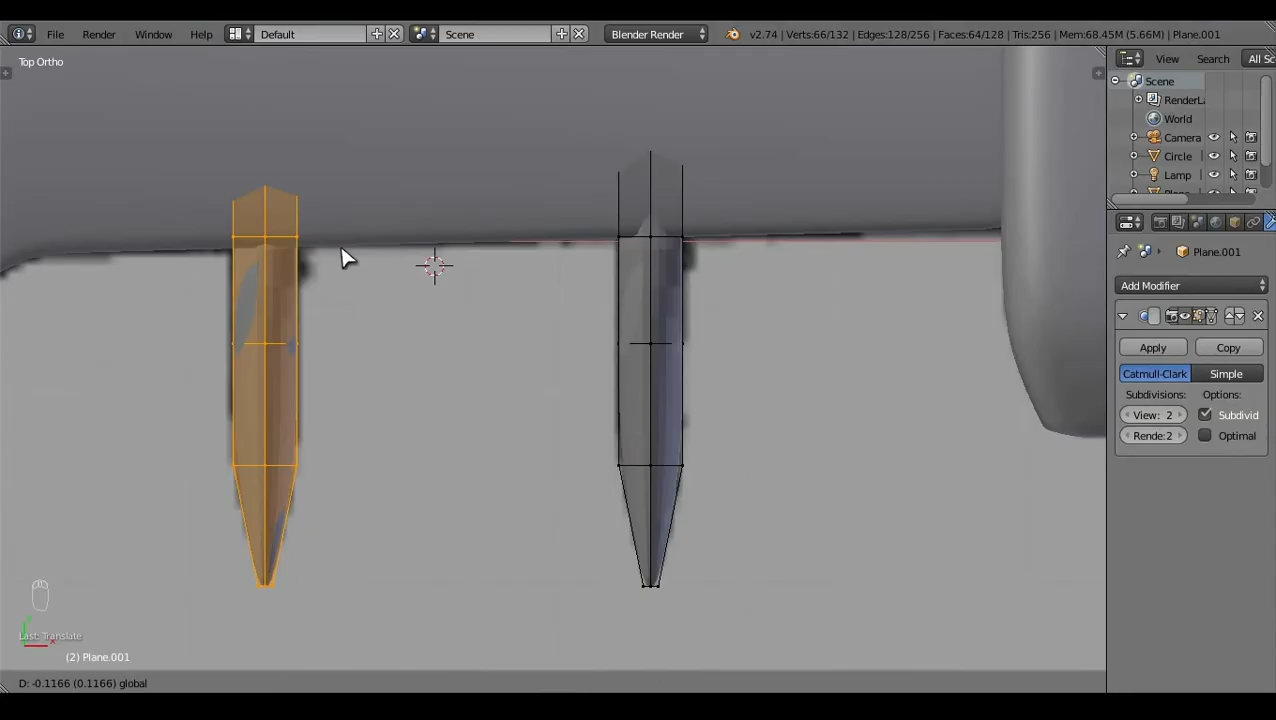 File Render Window Help Default Scene Blender Render v2.74 | Verts:66/132 | Edges:128/256 | Faces:64/128 | Tris:256 | Mem:68.45M (5.66M) | Plane.001
Top Ortho
View Search All Sc
Scene
RenderLa
World
Camera
Circle
Lamp
Plane.001
Add Modifier
Apply Copy
Catmull-Clark Simple
Subdivisions: Options:
View: 2 Subdivid
Rende:2 Optimal
Last: Translate
(2) Plane.001
D: -0.1166 (0.1166) global